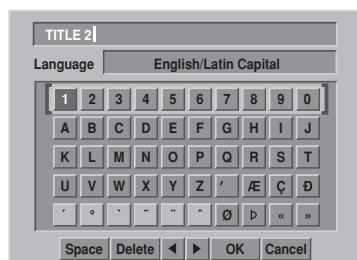 TITLE 2
Language English/Latin Capital
1 2 3 4 5 6 7 8 9 0
A B C D E F G H I J
K L M N O P Q R S T
U V W X Y Z ′ Æ Ç Ð
´ ° ` ~ ¨ ^ Ø Þ « »
Space Delete ◀ ▶ OK Cancel